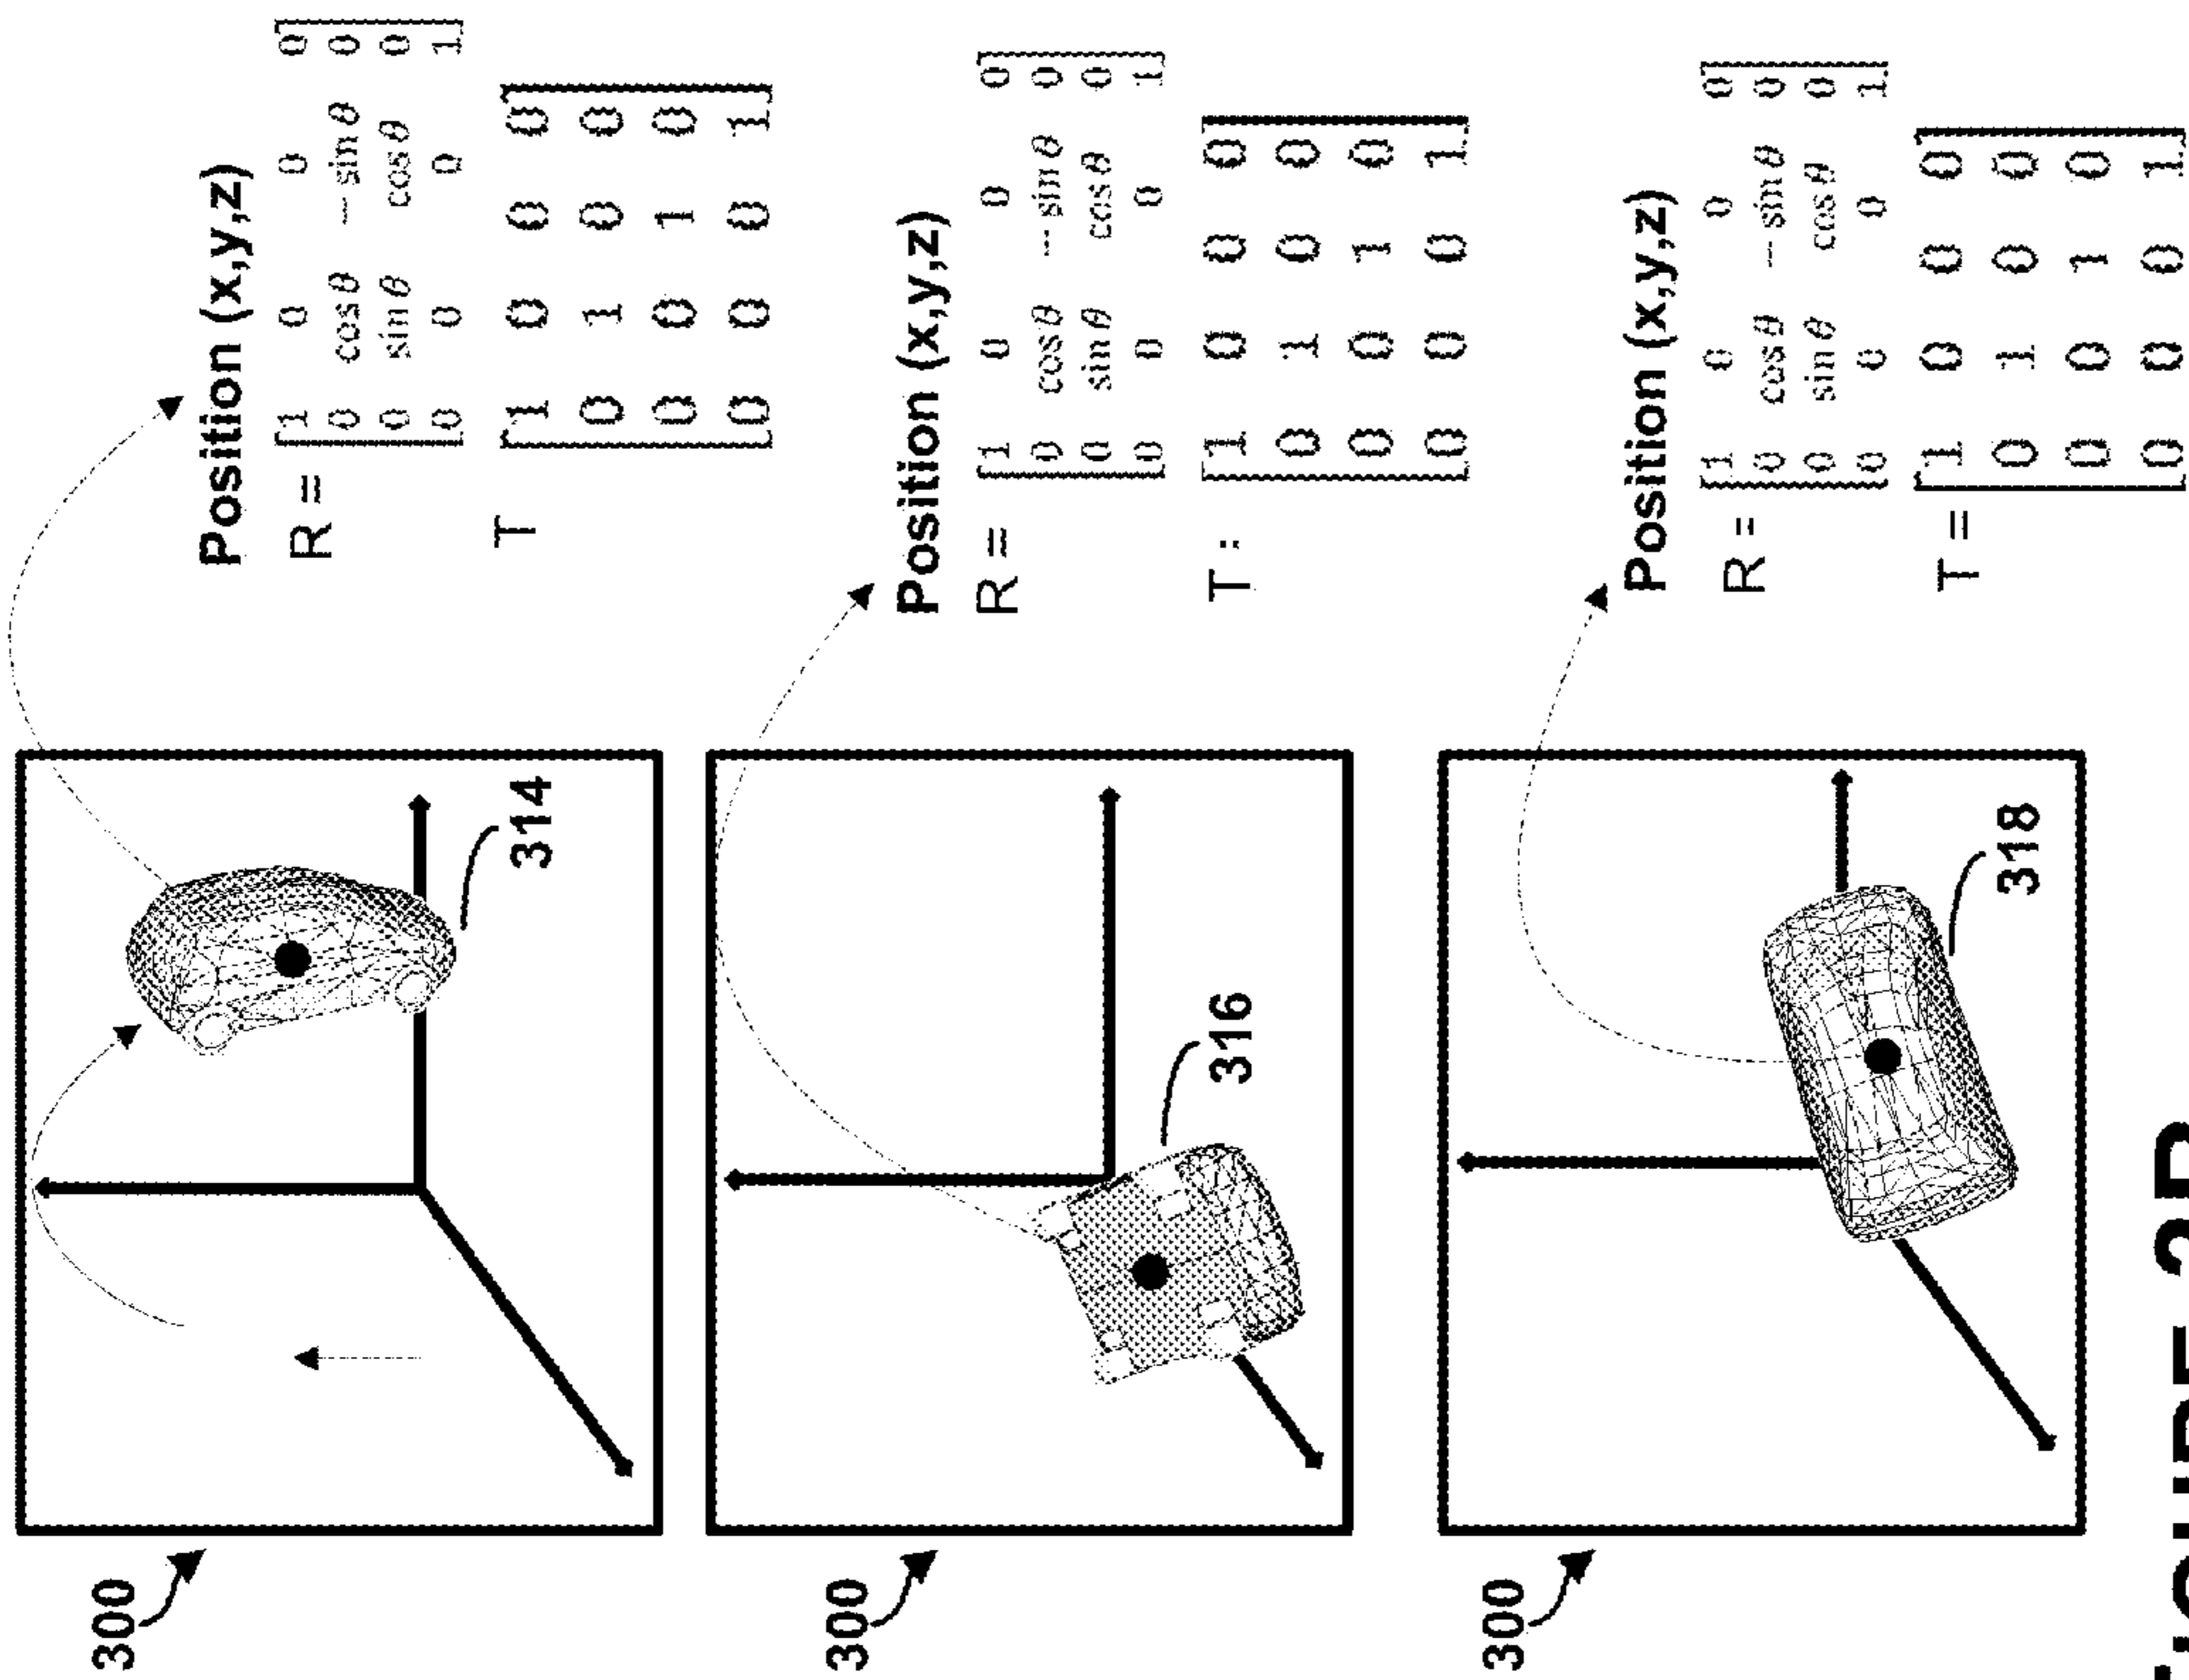 300
314
Position (x,y,z)
R =
1 0 0 0
0 cos θ −sin θ 0
0 sin θ cos θ 0
0 0 0 1
T
1 0 0 0
0 1 0 0
0 0 1 0
0 0 0 1
300
316
Position (x,y,z)
R =
1 0 0 0
0 cos θ −sin θ 0
0 sin θ cos θ 0
0 0 0 1
T =
1 0 0 0
0 1 0 0
0 0 1 0
0 0 0 1
300
318
Position (x,y,z)
R =
1 0 0 0
0 cos θ −sin θ 0
0 sin θ cos θ 0
0 0 0 1
T =
1 0 0 0
0 1 0 0
0 0 1 0
0 0 0 1